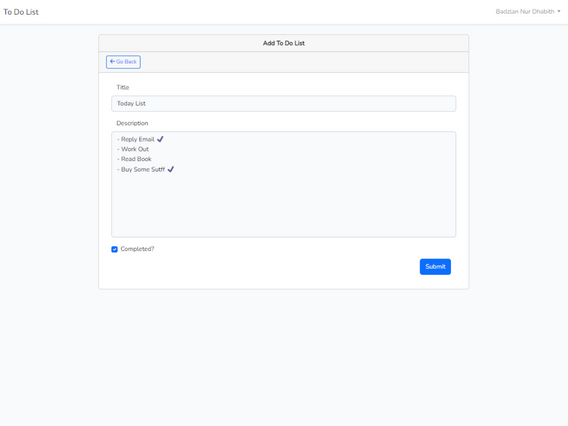 To Do List
Badzlan Nur Dhabith
Add To Do List
← Go Back
Title
Today List
Description
- Reply Email ✔
- Work Out
- Read Book
- Buy Some Sutff ✔
Completed?
Submit